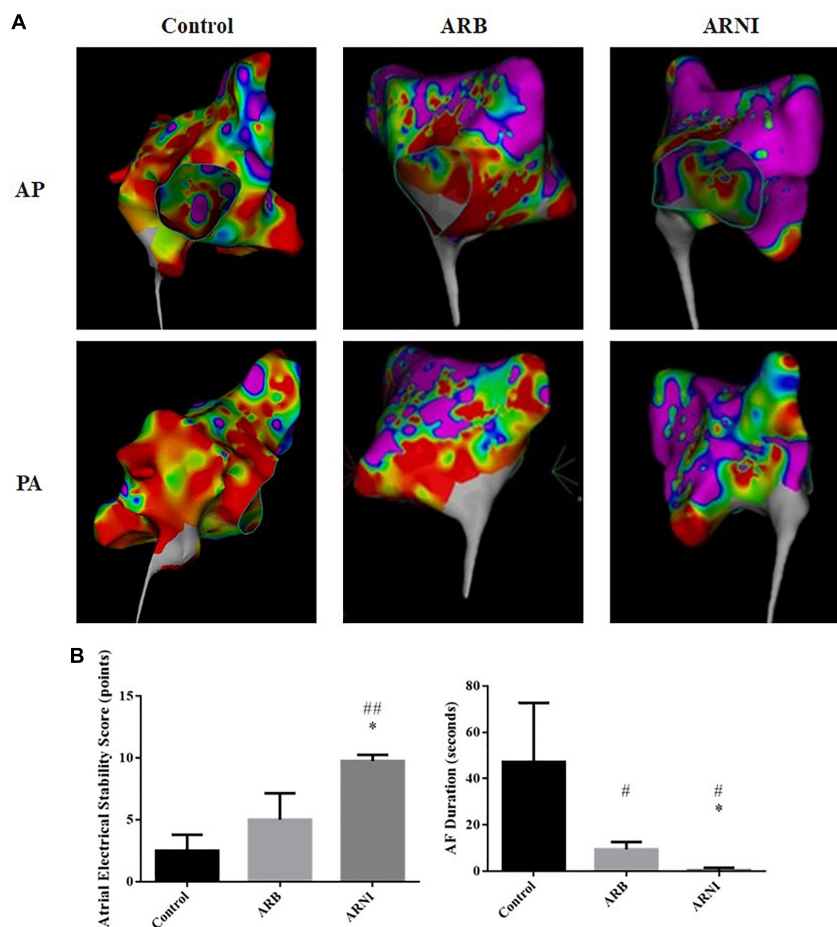 A
Control ARB ARNI
AP
PA
B
Atrial Electrical Stability Score (points)
15
10
5
0
##
*
Control
ARB
ARNI
AF Duration (seconds)
80
60
40
20
0
#
#
*
Control
ARB
ARNI